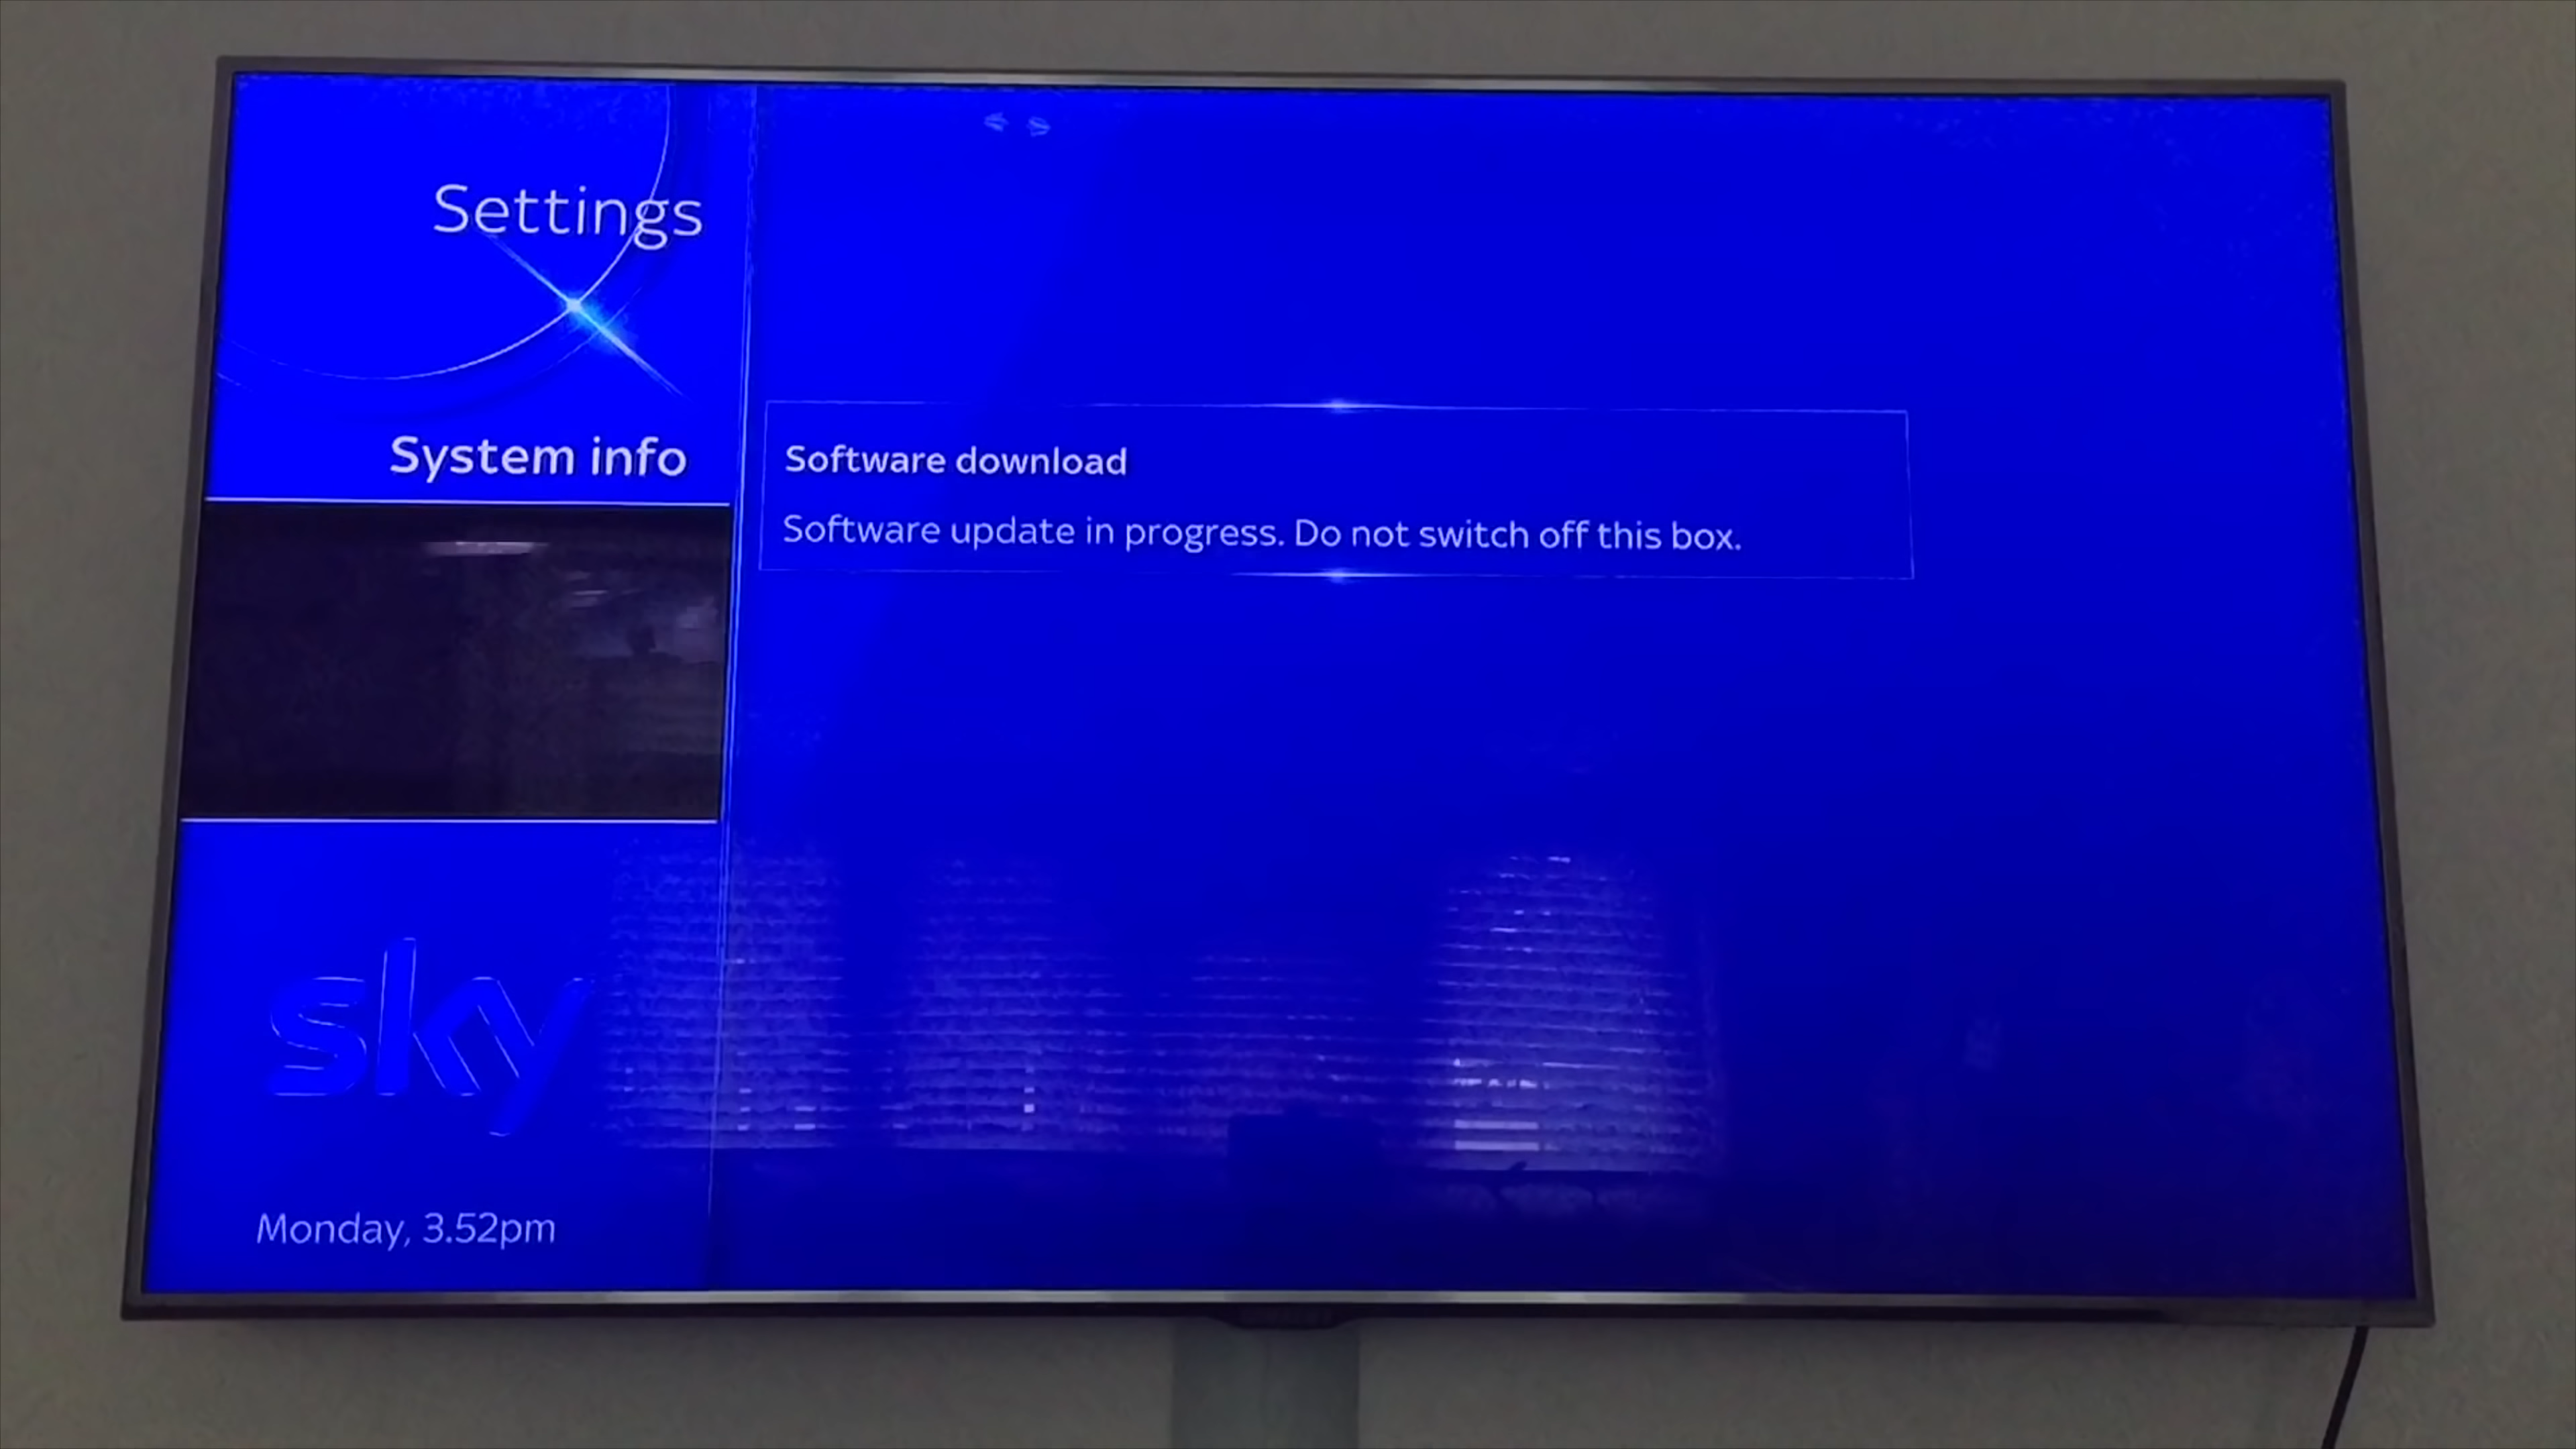 Settings
System info
Software download
Software update in progress. Do not switch off this box.
sky
Monday, 3.52pm